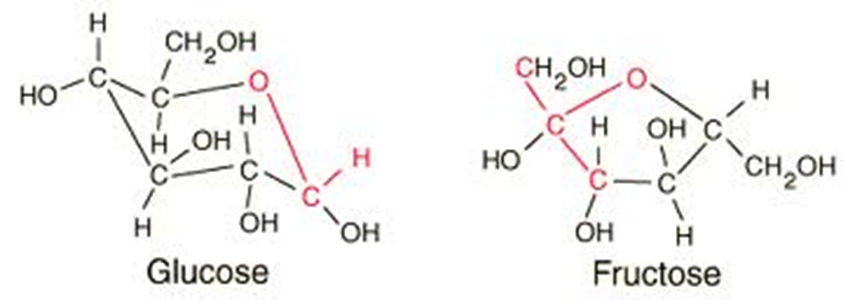 H
CH2OH
HO C C O
H
H OH
C C H
C
H OH OH
Glucose
CH2OH O
H
C H OH C
HO
CH2OH
C C
OH H
Fructose